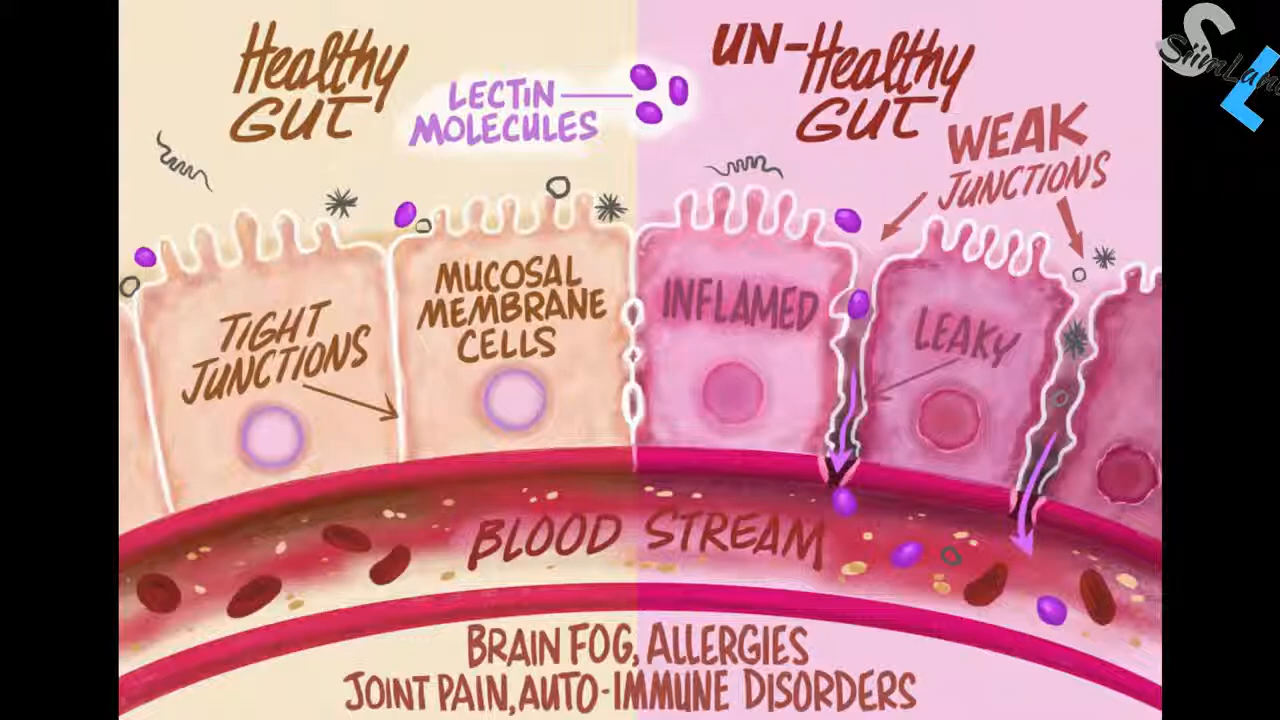 Healthy
GUT
LECTIN
MOLECULES
UN-Healthy
GUT
WEAK
JUNCTIONS
TIGHT
JUNCTIONS
MUCOSAL
MEMBRANE
CELLS
INFLAMED
LEAKY
BLOOD STREAM
BRAIN FOG, ALLERGIES
JOINT PAIN, AUTO-IMMUNE DISORDERS
S
L
SiimLand